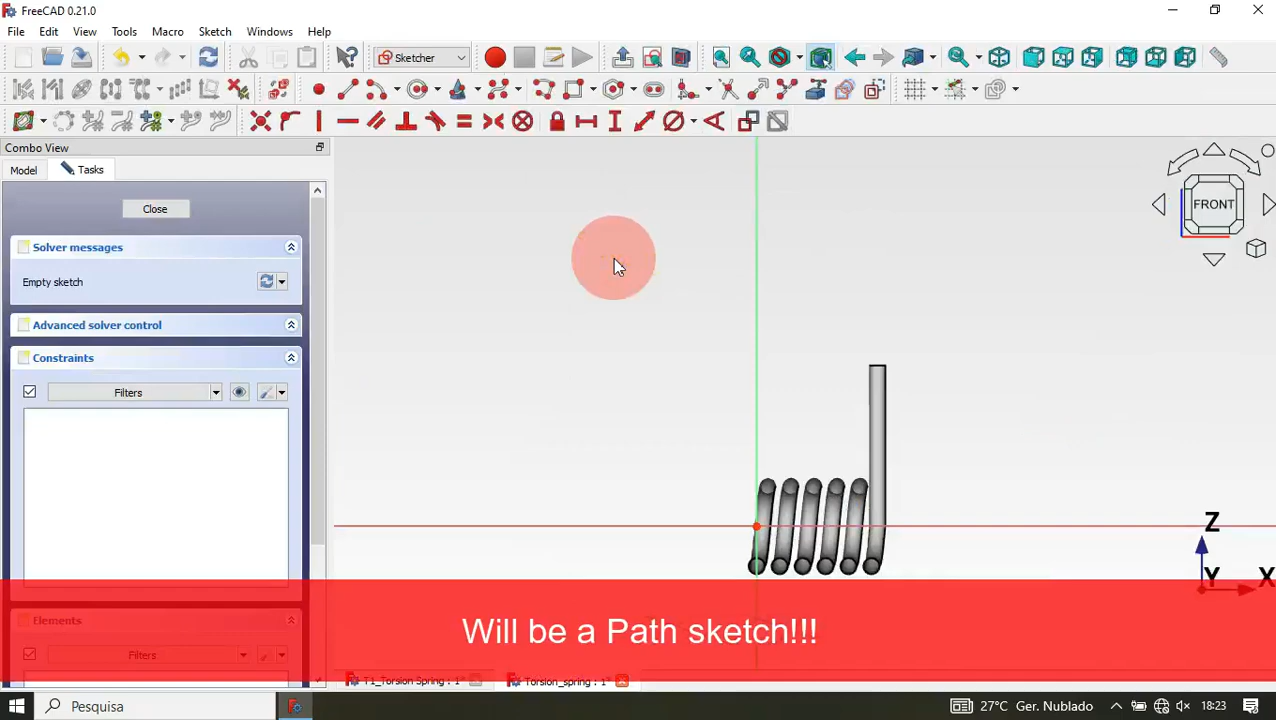 FreeCAD 0.21.0
File Edit View Tools Macro Sketch Windows Help
Sketcher
Combo View
Model Tasks
Close
Solver messages
Empty sketch
Advanced solver control
Constraints
Filters
FRONT
Z
Y X
Will be a Path sketch!!!
Elements
Filters
T1_Torsion Spring : 1*
Torsion_spring : 1*
Pesquisa
27°C Ger. Nublado 18:23